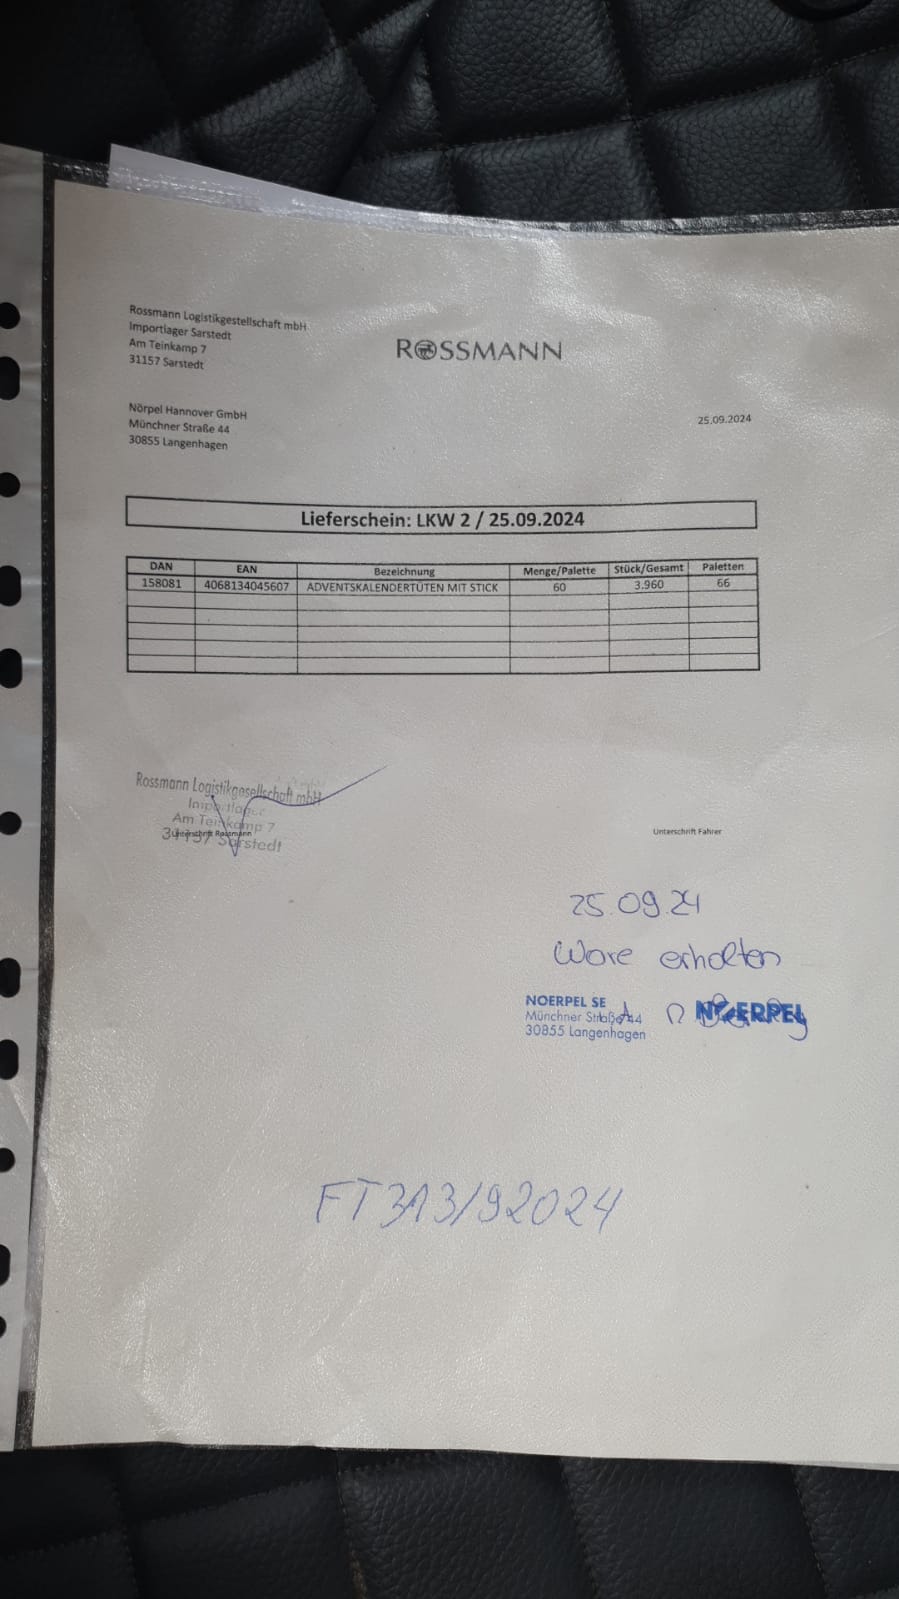 Rossmann Logistikgestellschaft mbH
Importlager Sarstedt
Am Teinkamp 7
31157 Sarstedt
ROSSMANN
Nörpel Hannover GmbH
Münchner Straße 44
30855 Langenhagen
25.09.2024
Lieferschein: LKW 2 / 25.09.2024
DAN EAN Bezeichnung Menge/Palette Stück/Gesamt Paletten
158081 4068134045607 ADVENTSKALENDERTÜTEN MIT STICK 60 3.960 66
Rossmann Logistikgesellschaft mbH
Importlager
Am Teinkamp 7
31157 Sarstedt
Unterschrift Rossmann
Unterschrift Fahrer
25.09.24
Ware erhalten
NOERPEL SE
Münchner Straße 44
30855 Langenhagen
NOERPEL
FT313/92024